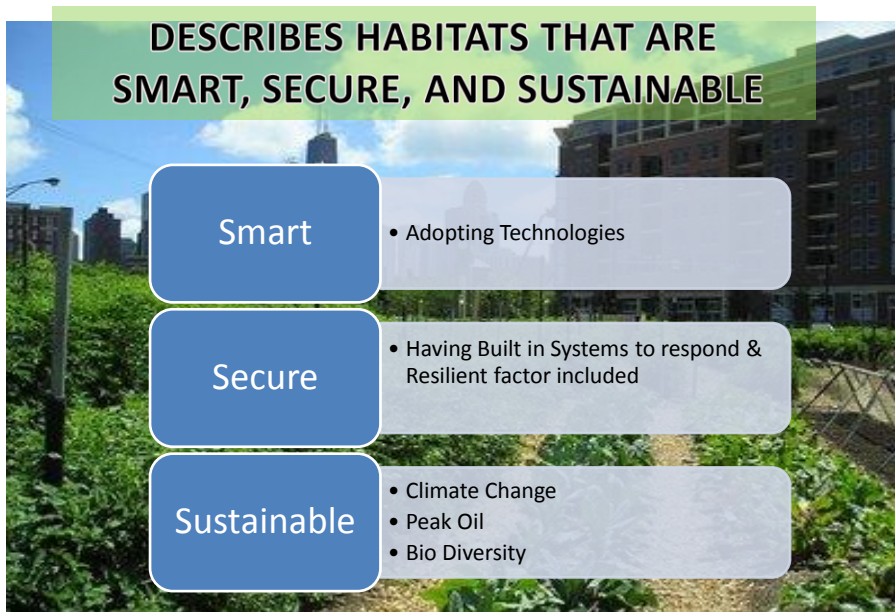 DESCRIBES HABITATS THAT ARE
SMART, SECURE, AND SUSTAINABLE
Smart
• Adopting Technologies
Secure
• Having Built in Systems to respond &
Resilient factor included
Sustainable
• Climate Change
• Peak Oil
• Bio Diversity